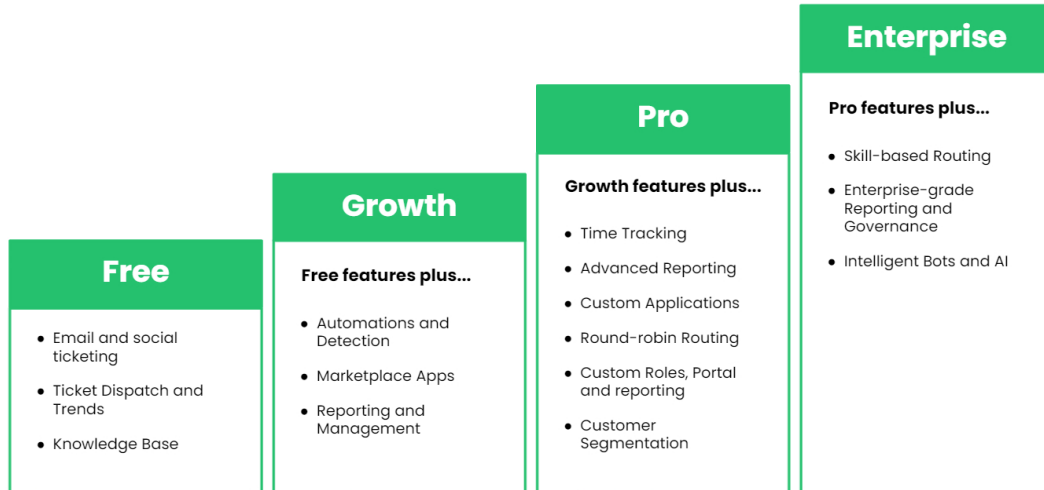 Free
● Email and social
ticketing
● Ticket Dispatch and
Trends
● Knowledge Base
Growth
Free features plus...
● Automations and
Detection
● Marketplace Apps
● Reporting and
Management
Pro
Growth features plus...
● Time Tracking
● Advanced Reporting
● Custom Applications
● Round-robin Routing
● Custom Roles, Portal
and reporting
● Customer
Segmentation
Enterprise
Pro features plus...
● Skill-based Routing
● Enterprise-grade
Reporting and
Governance
● Intelligent Bots and AI